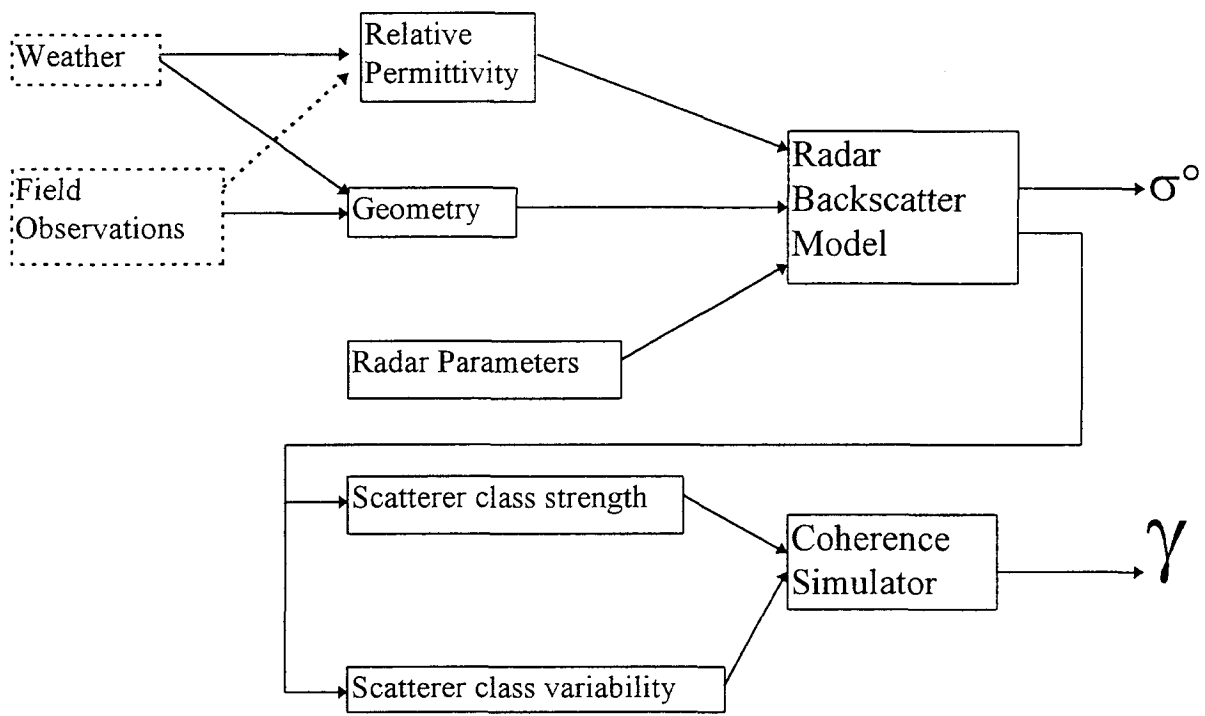 Weather
Relative
Permittivity
Field
Observations
Geometry
Radar
Backscatter
Model
σ°
Radar Parameters
Scatterer class strength
Coherence
Simulator
γ
Scatterer class variability